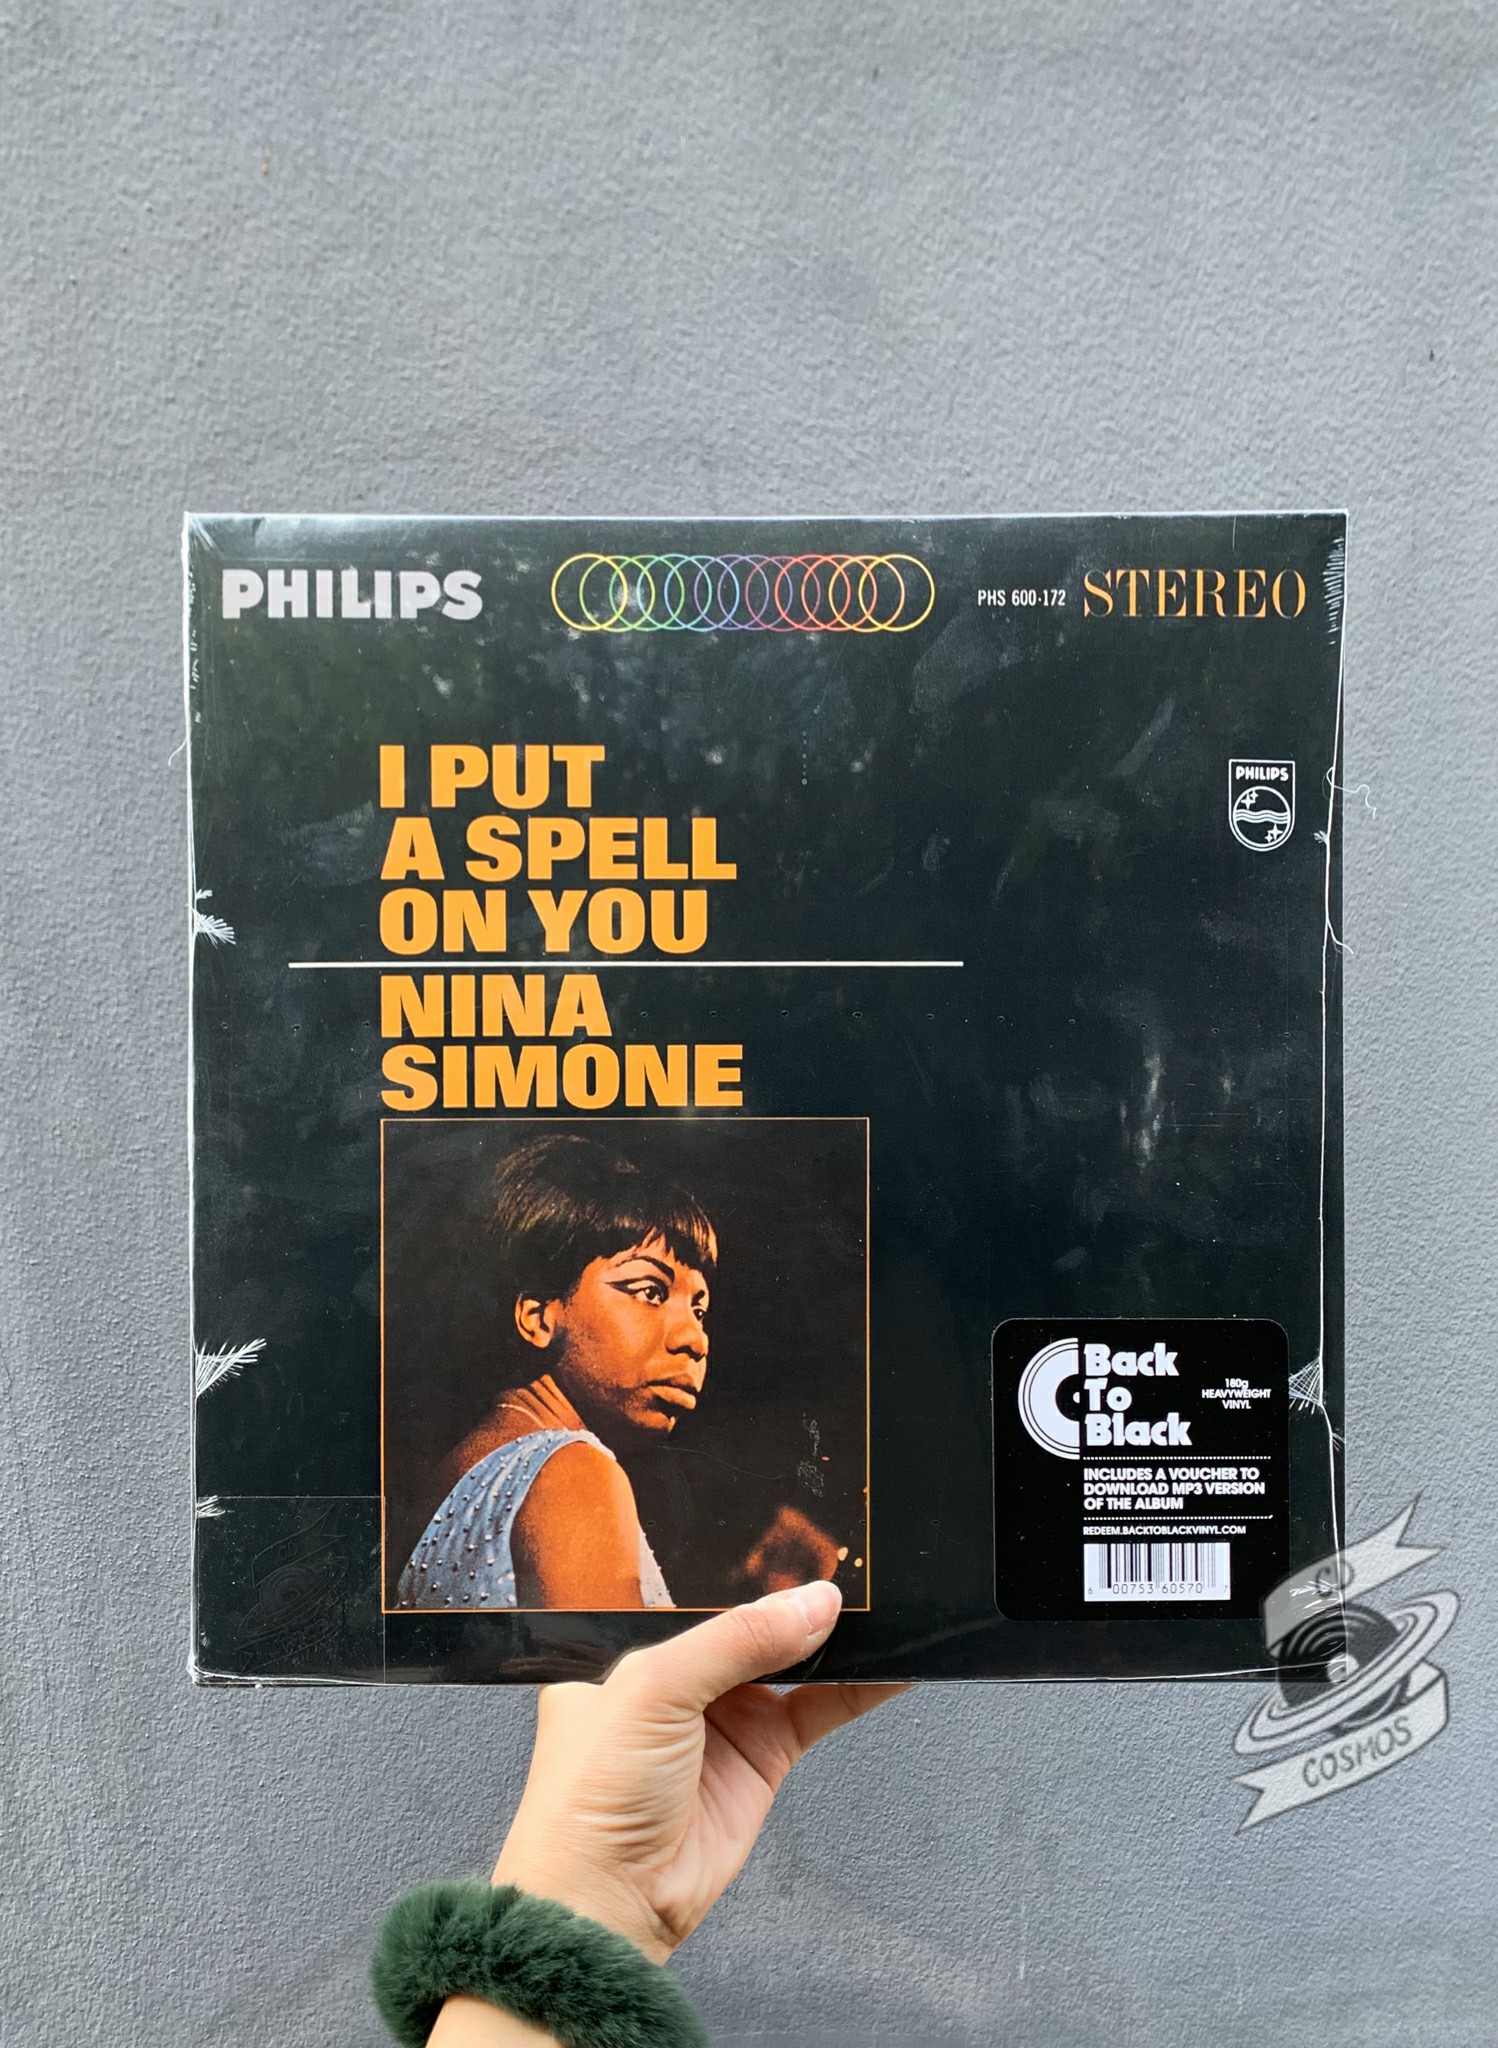 PHILIPS
PHS 600-172 STEREO
I PUT
A SPELL
ON YOU
NINA
SIMONE
PHILIPS
Back
To
Black
180g
HEAVYWEIGHT
VINYL
INCLUDES A VOUCHER TO
DOWNLOAD MP3 VERSION
OF THE ALBUM
REDEEM.BACKTOBLACKVINYL.COM
6 00753 60570 7
COSMOS